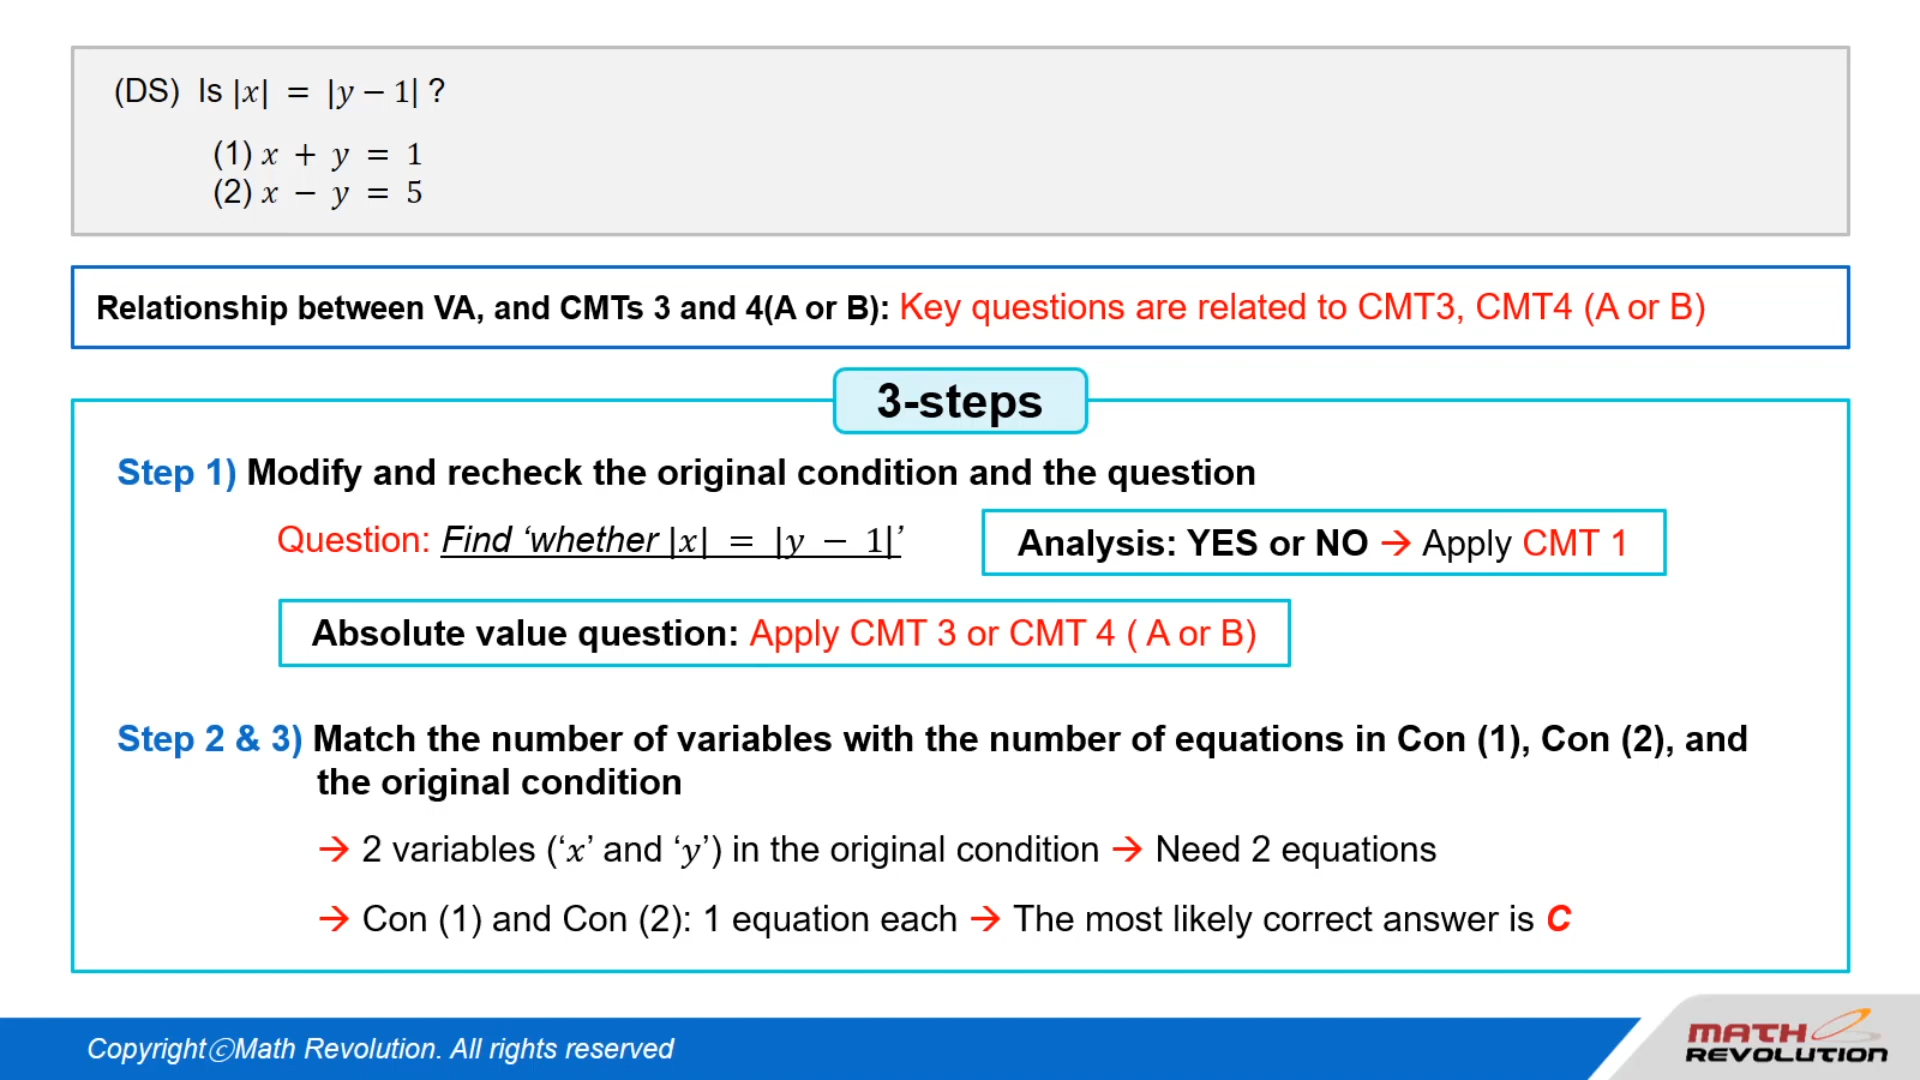 (DS) Is |x| = |y − 1| ?
(1) x + y = 1
(2) x − y = 5
Relationship between VA, and CMTs 3 and 4(A or B): Key questions are related to CMT3, CMT4 (A or B)
3-steps
Step 1) Modify and recheck the original condition and the question
Question: Find ‘whether |x| = |y − 1|’
Analysis: YES or NO → Apply CMT 1
Absolute value question: Apply CMT 3 or CMT 4 ( A or B)
Step 2 & 3) Match the number of variables with the number of equations in Con (1), Con (2), and
the original condition
→ 2 variables (‘x’ and ‘y’) in the original condition → Need 2 equations
→ Con (1) and Con (2): 1 equation each → The most likely correct answer is C
CopyrightⓒMath Revolution. All rights reserved
MATH
REVOLUTION